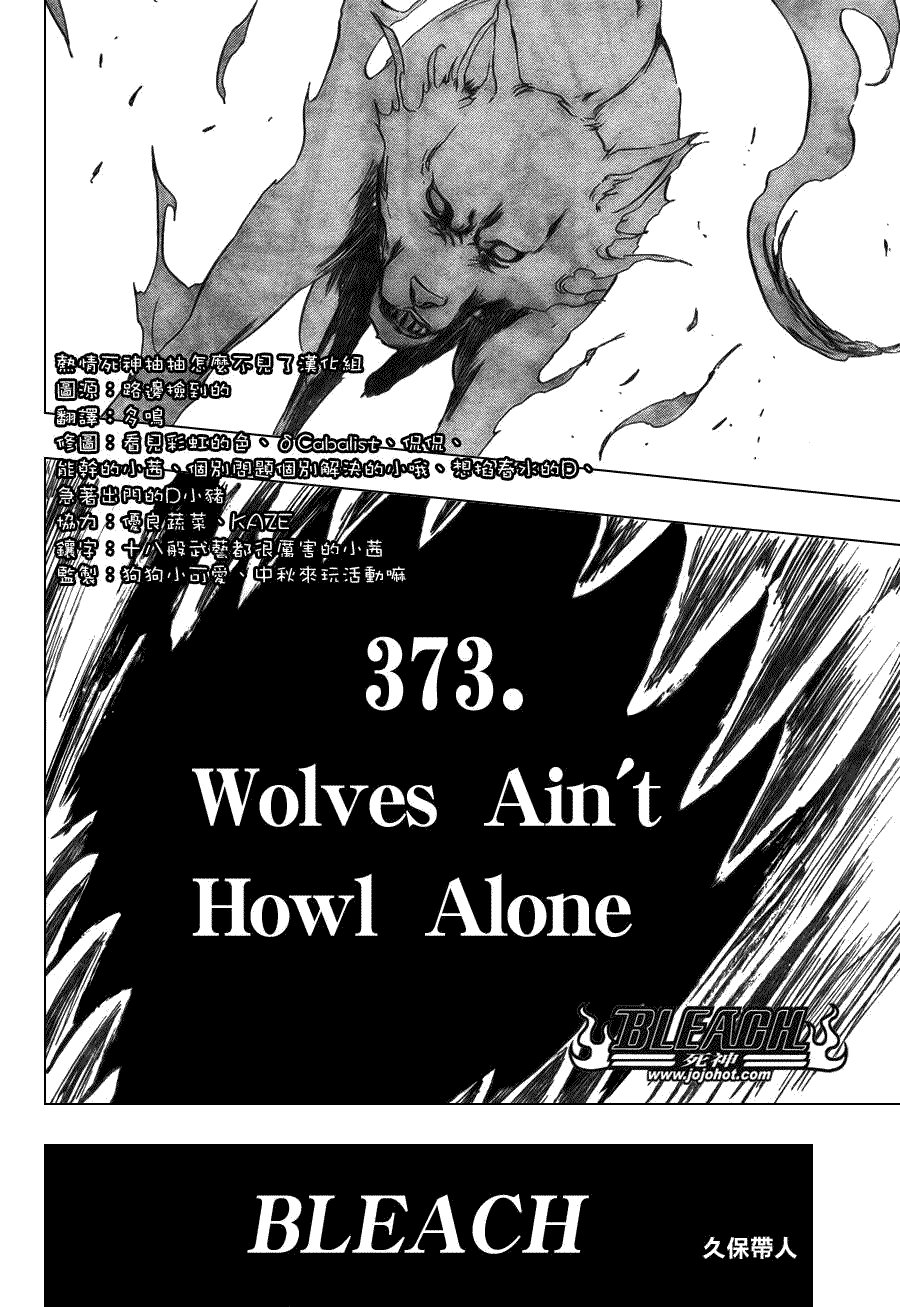 熱情死神抽抽怎麼不見了漢化組
圖源：路邊撿到的
翻譯：多鳴
修圖：看見彩虹的色、δCabalist、侃侃、
能幹的小茜、個別問題個別解決的小哦、想掐春水的D、
急著出門的D小豬
協力：優良蔬菜、KAZE
鑲字：十八般武藝都很厲害的小茜
監製：狗狗小可愛、中秋來玩活動嘛
373.
Wolves Ain't
Howl Alone
BLEACH
死神
www.jojohot.com
BLEACH
久保帶人